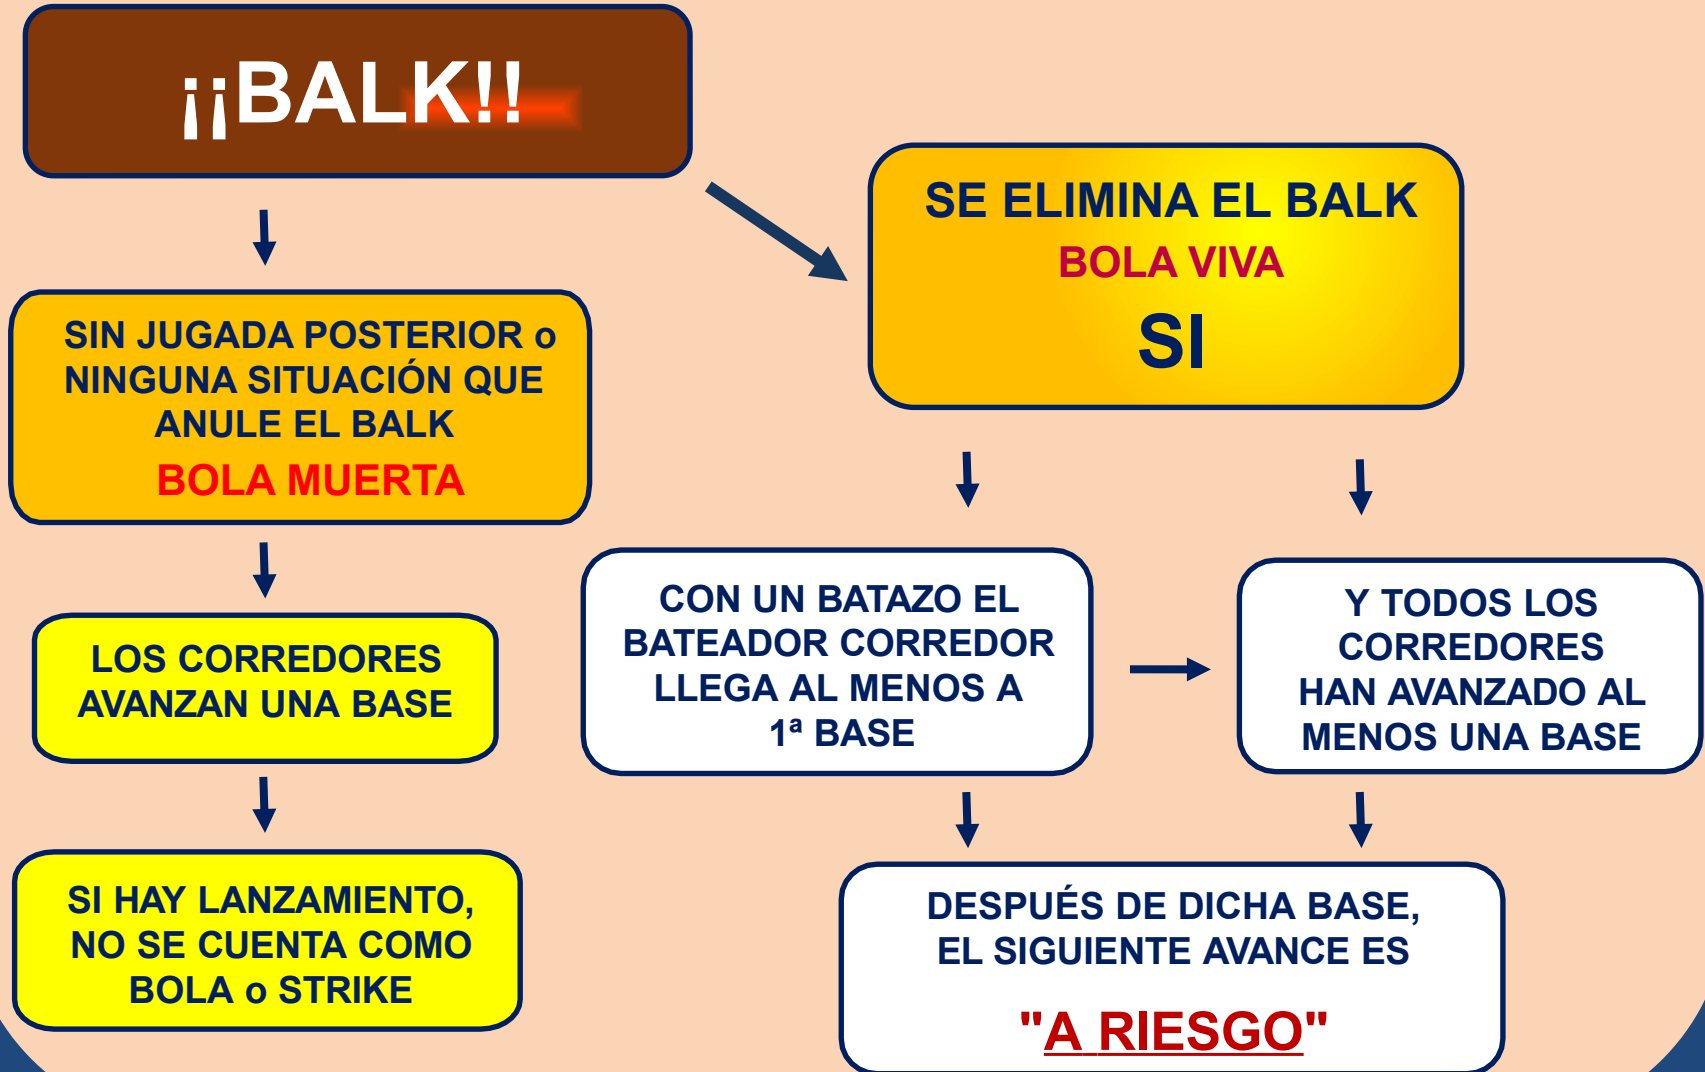 ¡¡BALK!!
SE ELIMINA EL BALK
BOLA VIVA
SI
SIN JUGADA POSTERIOR o
NINGUNA SITUACIÓN QUE
ANULE EL BALK
BOLA MUERTA
LOS CORREDORES
AVANZAN UNA BASE
SI HAY LANZAMIENTO,
NO SE CUENTA COMO
BOLA o STRIKE
CON UN BATAZO EL
BATEADOR CORREDOR
LLEGA AL MENOS A
1ª BASE
Y TODOS LOS
CORREDORES
HAN AVANZADO AL
MENOS UNA BASE
DESPUÉS DE DICHA BASE,
EL SIGUIENTE AVANCE ES
"A RIESGO"